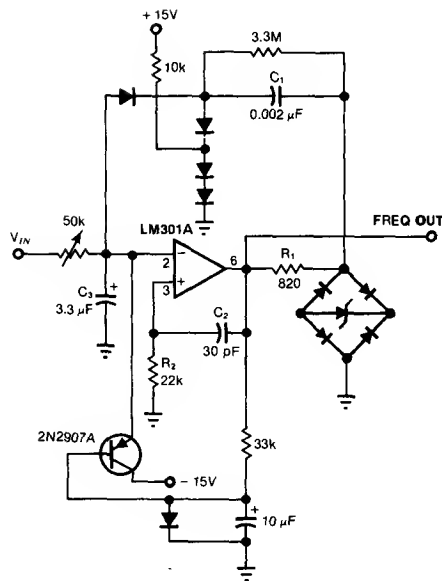 + 15V
3.3M
10k
C1
0.002 µF
FREQ OUT
LM301A
50k
VIN
2
−
6
R1
820
3
+
+
C3
3.3 µF
C2
30 pF
R2
22k
2N2907A
33k
− 15V
+
10 µF